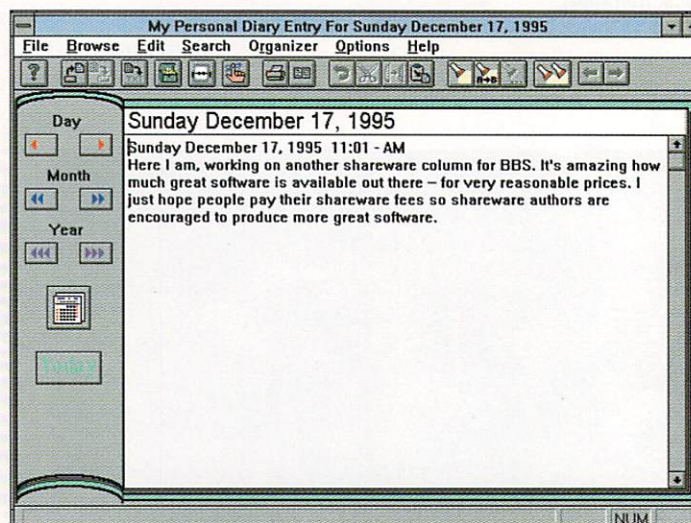 My Personal Diary Entry For Sunday December 17, 1995
File Browse Edit Search Organizer Options Help
Day
Month
Year
Today
Sunday December 17, 1995
Sunday December 17, 1995 11:01 - AM
Here I am, working on another shareware column for BBS. It's amazing how
much great software is available out there – for very reasonable prices. I
just hope people pay their shareware fees so shareware authors are
encouraged to produce more great software.
NUM